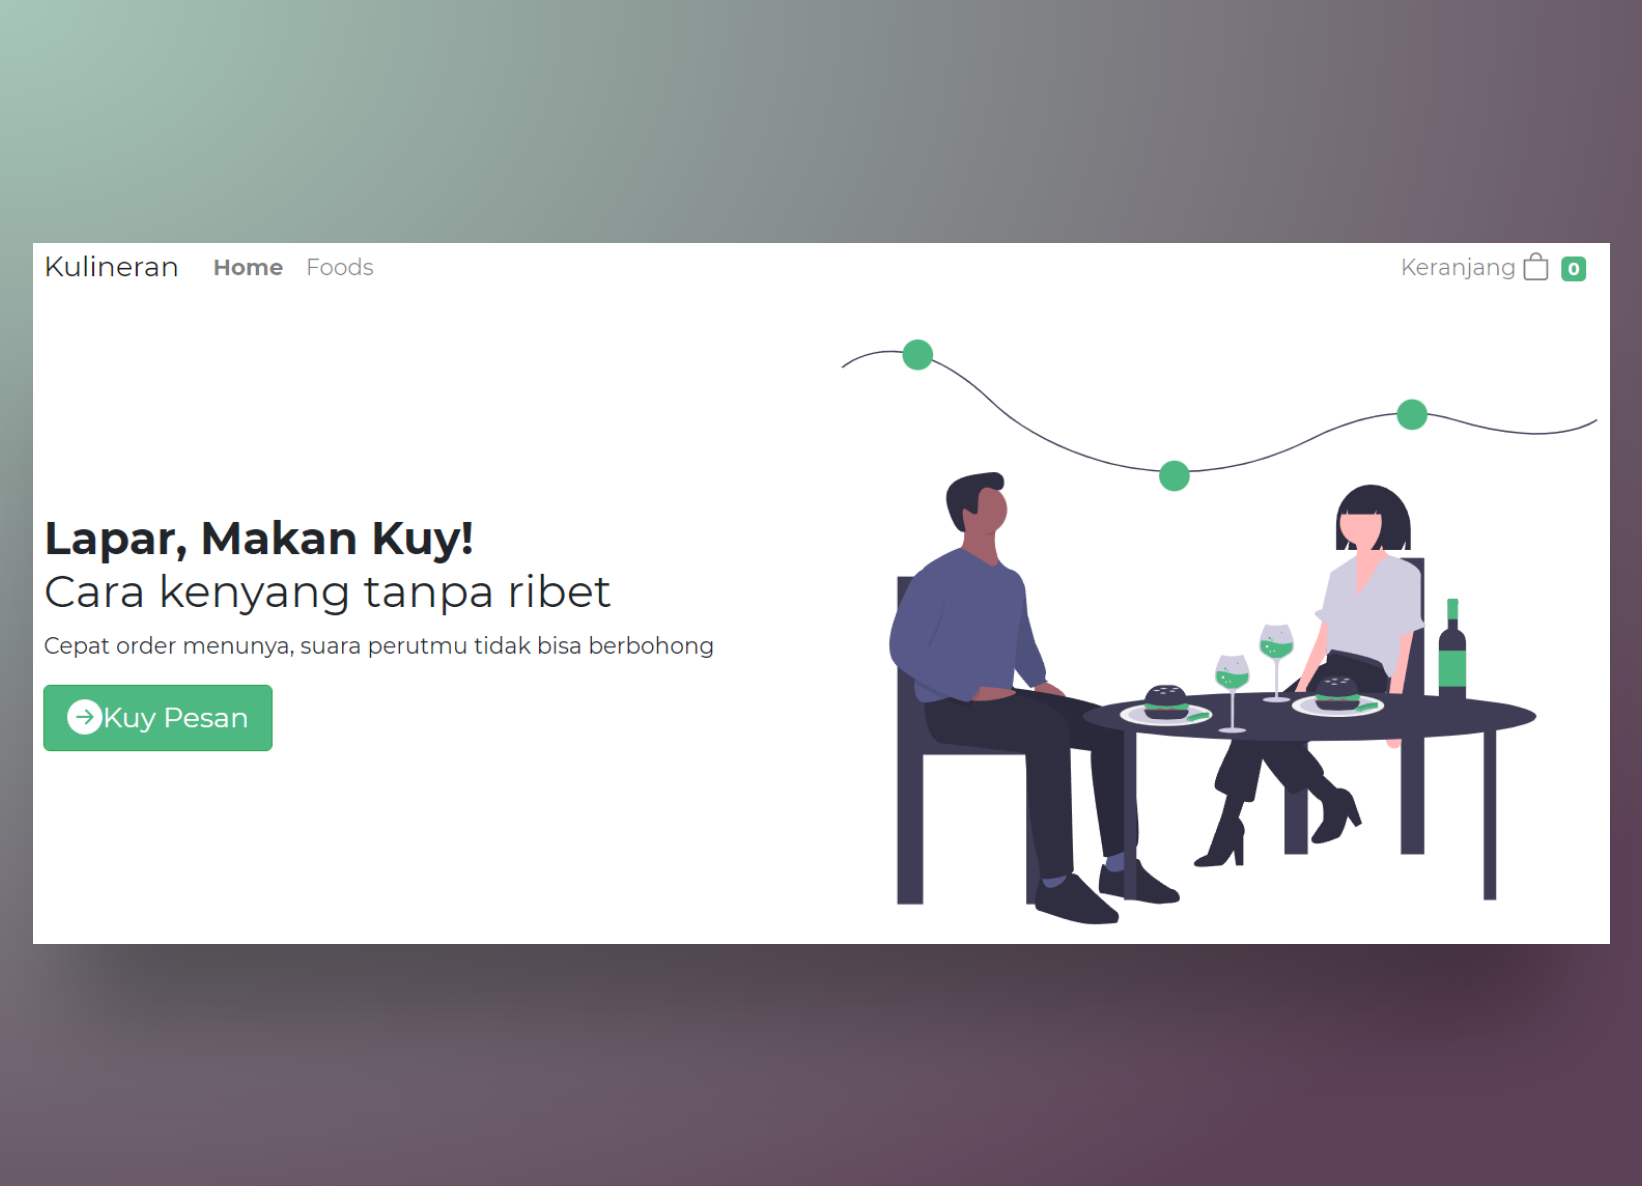 Kulineran Home Foods Keranjang 0
Lapar, Makan Kuy!
Cara kenyang tanpa ribet
Cepat order menunya, suara perutmu tidak bisa berbohong
Kuy Pesan